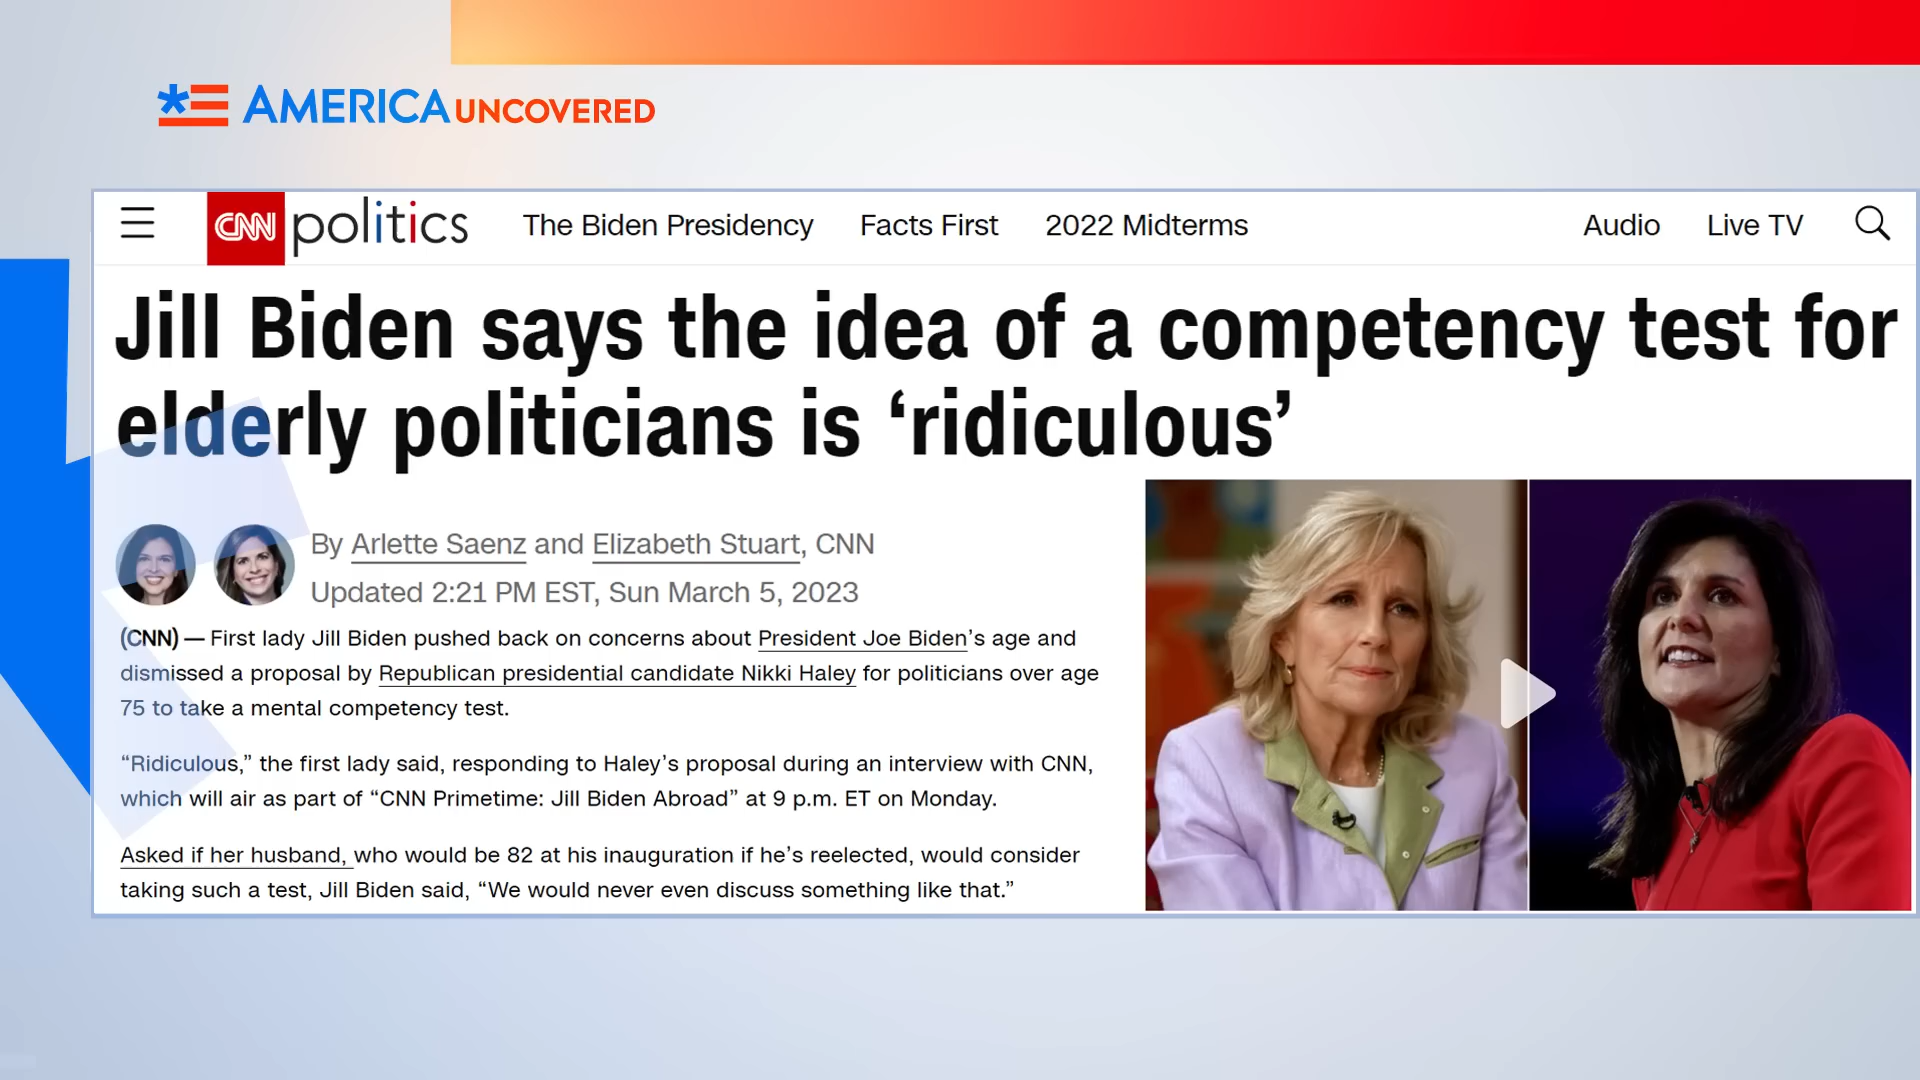 AMERICA UNCOVERED
CNN politics The Biden Presidency Facts First 2022 Midterms Audio Live TV
Jill Biden says the idea of a competency test for
elderly politicians is ‘ridiculous’
By Arlette Saenz and Elizabeth Stuart, CNN
Updated 2:21 PM EST, Sun March 5, 2023
(CNN) — First lady Jill Biden pushed back on concerns about President Joe Biden’s age and
dismissed a proposal by Republican presidential candidate Nikki Haley for politicians over age
75 to take a mental competency test.
“Ridiculous,” the first lady said, responding to Haley’s proposal during an interview with CNN,
which will air as part of “CNN Primetime: Jill Biden Abroad” at 9 p.m. ET on Monday.
Asked if her husband, who would be 82 at his inauguration if he’s reelected, would consider
taking such a test, Jill Biden said, “We would never even discuss something like that.”